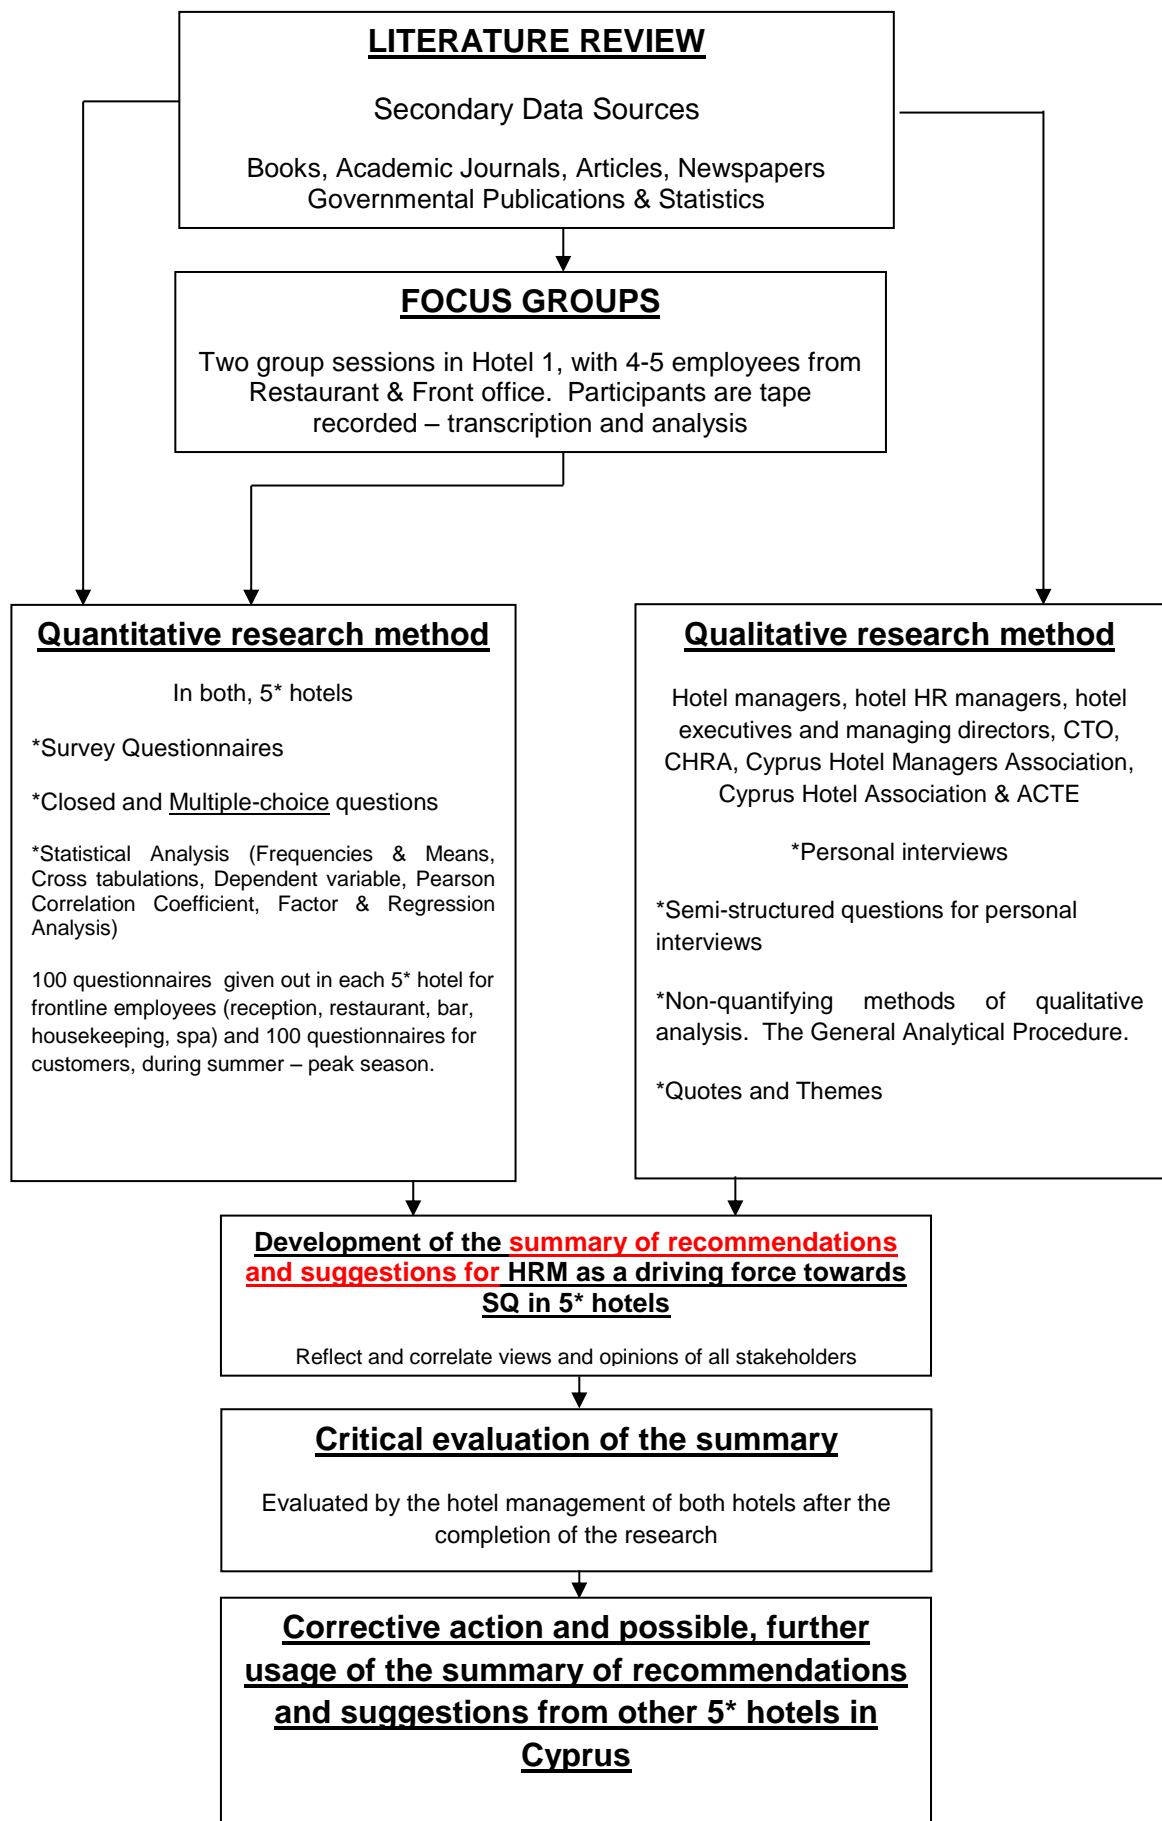 LITERATURE REVIEW
Secondary Data Sources
Books, Academic Journals, Articles, Newspapers
Governmental Publications & Statistics
FOCUS GROUPS
Two group sessions in Hotel 1, with 4-5 employees from
Restaurant & Front office.  Participants are tape
recorded – transcription and analysis
Quantitative research method
In both, 5* hotels
*Survey Questionnaires
*Closed and Multiple-choice questions
*Statistical Analysis (Frequencies & Means,
Cross tabulations, Dependent variable, Pearson
Correlation Coefficient, Factor & Regression
Analysis)
100 questionnaires  given out in each 5* hotel for
frontline employees (reception, restaurant, bar,
housekeeping, spa) and 100 questionnaires for
customers, during summer – peak season.
Qualitative research method
Hotel managers, hotel HR managers, hotel
executives and managing directors, CTO,
CHRA, Cyprus Hotel Managers Association,
Cyprus Hotel Association & ACTE
*Personal interviews
*Semi-structured questions for personal
interviews
*Non-quantifying methods of qualitative
analysis.  The General Analytical Procedure.
*Quotes and Themes
Development of the summary of recommendations
and suggestions for HRM as a driving force towards
SQ in 5* hotels
Reflect and correlate views and opinions of all stakeholders
Critical evaluation of the summary
Evaluated by the hotel management of both hotels after the
completion of the research
Corrective action and possible, further
usage of the summary of recommendations
and suggestions from other 5* hotels in
Cyprus